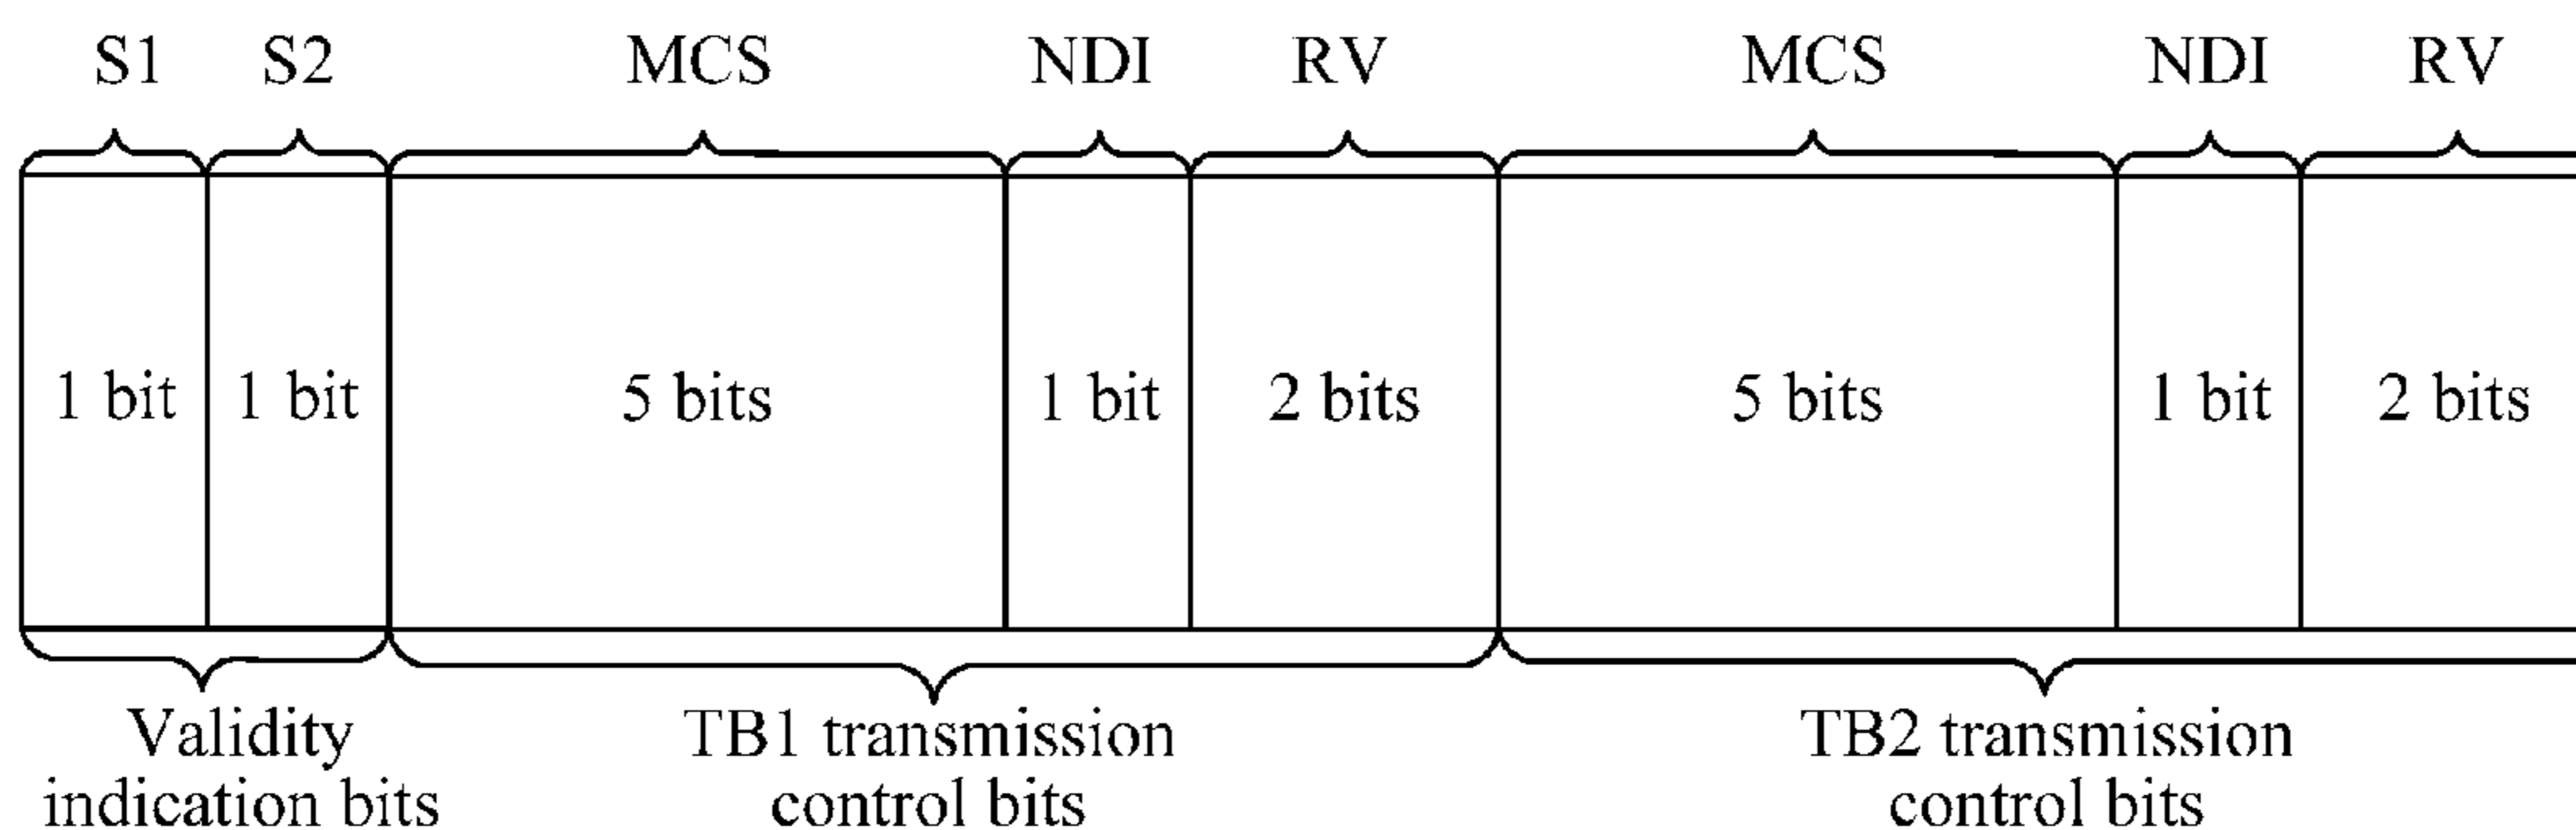 S1 S2 MCS NDI RV MCS NDI RV
1 bit 1 bit 5 bits 1 bit 2 bits 5 bits 1 bit 2 bits
Validity
indication bits
TB1 transmission
control bits
TB2 transmission
control bits